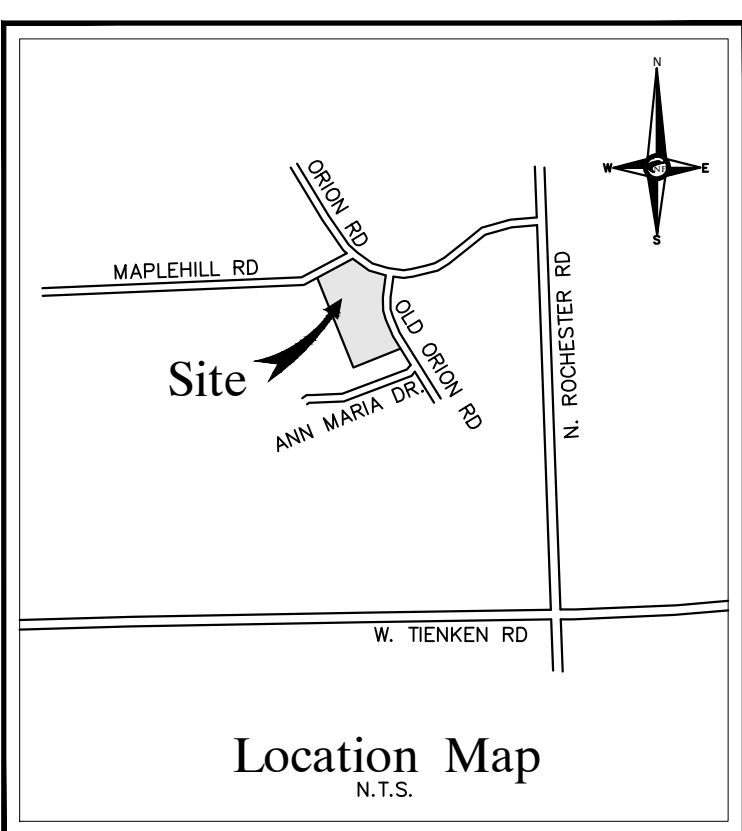 N
W
E
S
ORION RD
MAPLEHILL RD
OLD ORION RD
N. ROCHESTER RD
Site
ANN MARIA DR.
W. TIENKEN RD
Location Map
N.T.S.